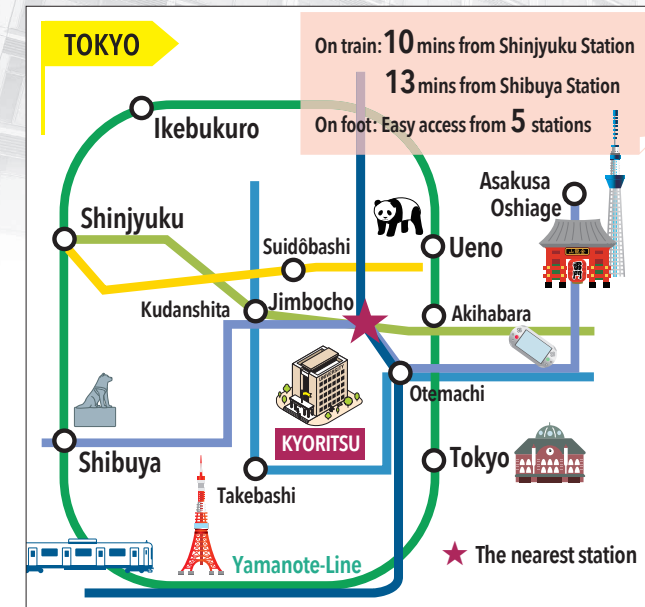 TOKYO
On train: 10 mins from Shinjyuku Station
13 mins from Shibuya Station
On foot: Easy access from 5 stations
Ikebukuro
Asakusa
Oshiage
Shinjyuku
Suidôbashi
Ueno
Kudanshita
Jimbocho
Akihabara
Otemachi
KYORITSU
Shibuya
Tokyo
Takebashi
Yamanote-Line
The nearest station